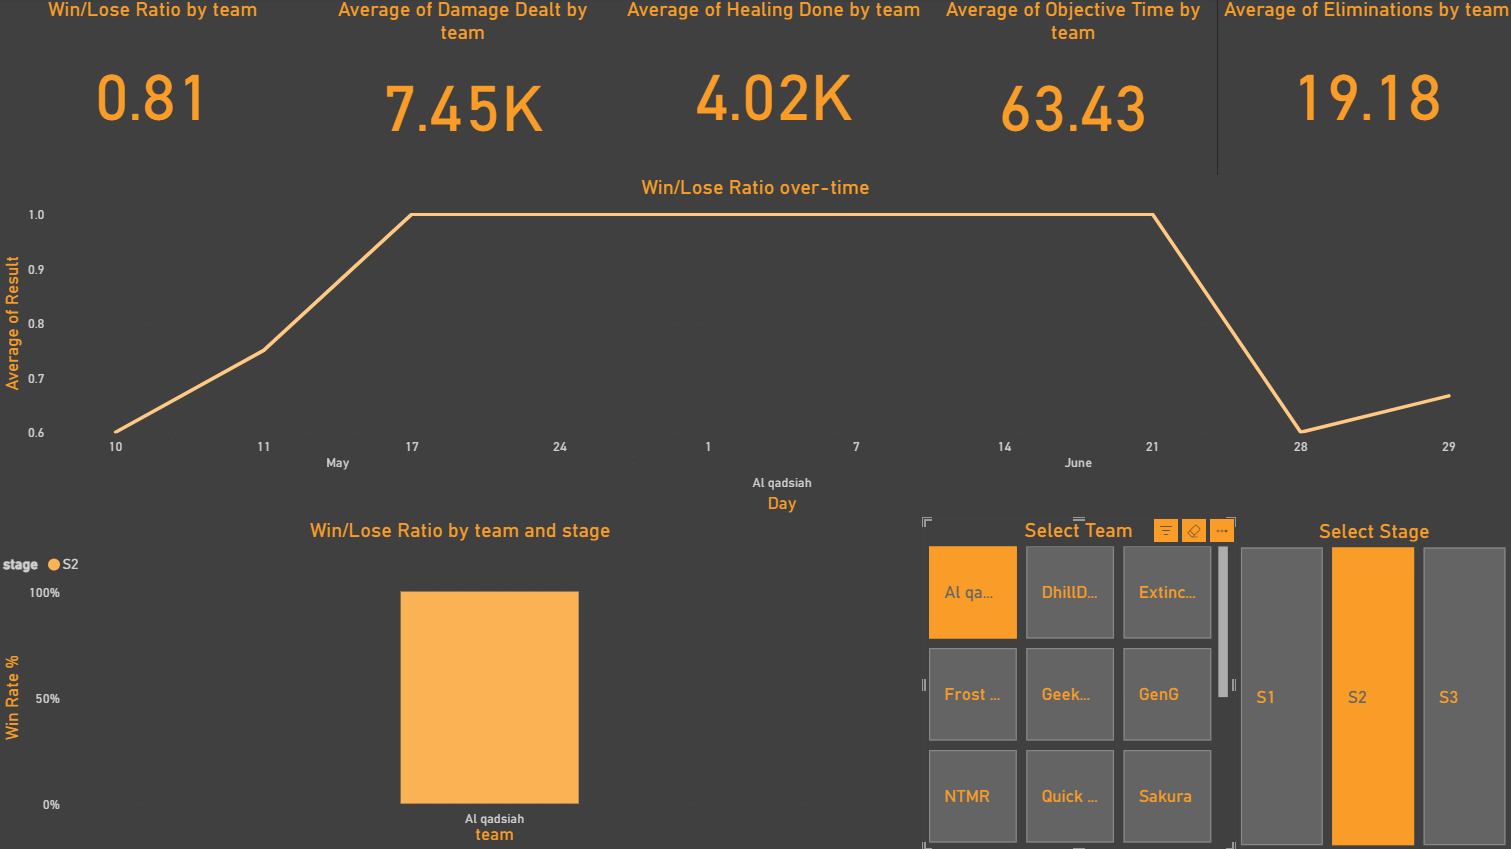 Win/Lose Ratio by team
0.81
Average of Damage Dealt by
team
7.45K
Average of Healing Done by team
4.02K
Average of Objective Time by
team
63.43
Average of Eliminations by team
19.18
Win/Lose Ratio over-time
Average of Result
1.0
0.9
0.8
0.7
0.6
10 11 17 24 1 7 14 21 28 29
May June
Al qadsiah
Day
Win/Lose Ratio by team and stage
stage S2
Win Rate %
100%
50%
0%
Al qadsiah
team
Select Team
Al qa... DhillD... Extinc...
Frost ... Geek... GenG
NTMR Quick ... Sakura
Select Stage
S1 S2 S3